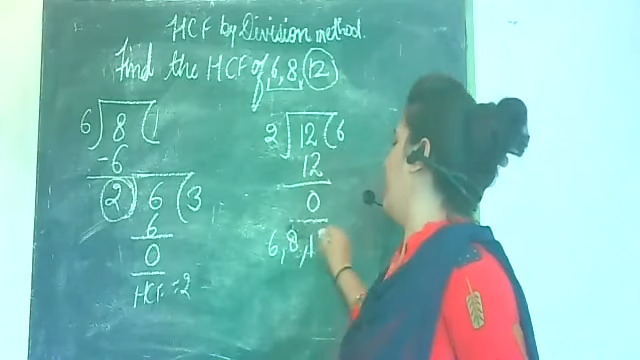 HCF by Division method.
Find the HCF of 6, 8, 12
6) 8 (1
-6
2) 6 (3
6
0
HCF = 2
2) 12 (6
12
0
6, 8, 1